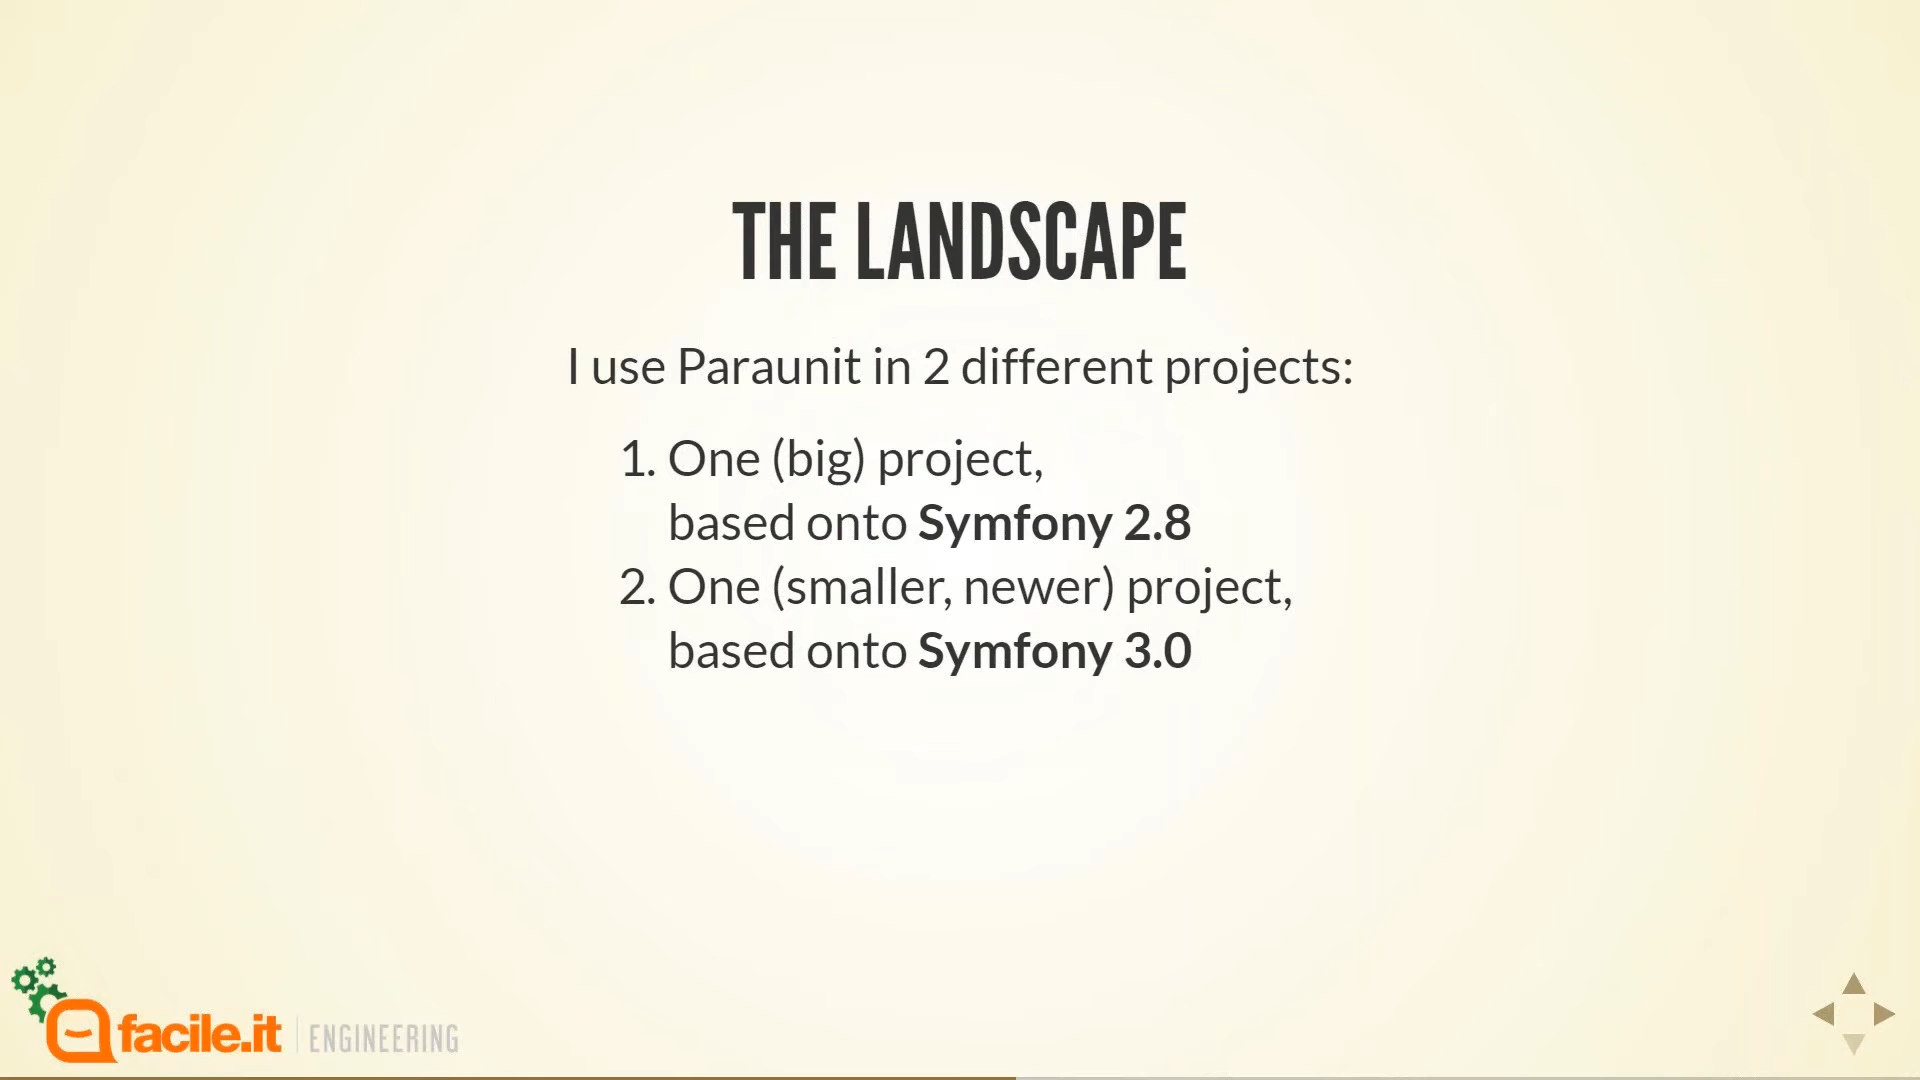 THE LANDSCAPE
I use Paraunit in 2 different projects:
1. One (big) project,
based onto Symfony 2.8
2. One (smaller, newer) project,
based onto Symfony 3.0
facile.it | ENGINEERING